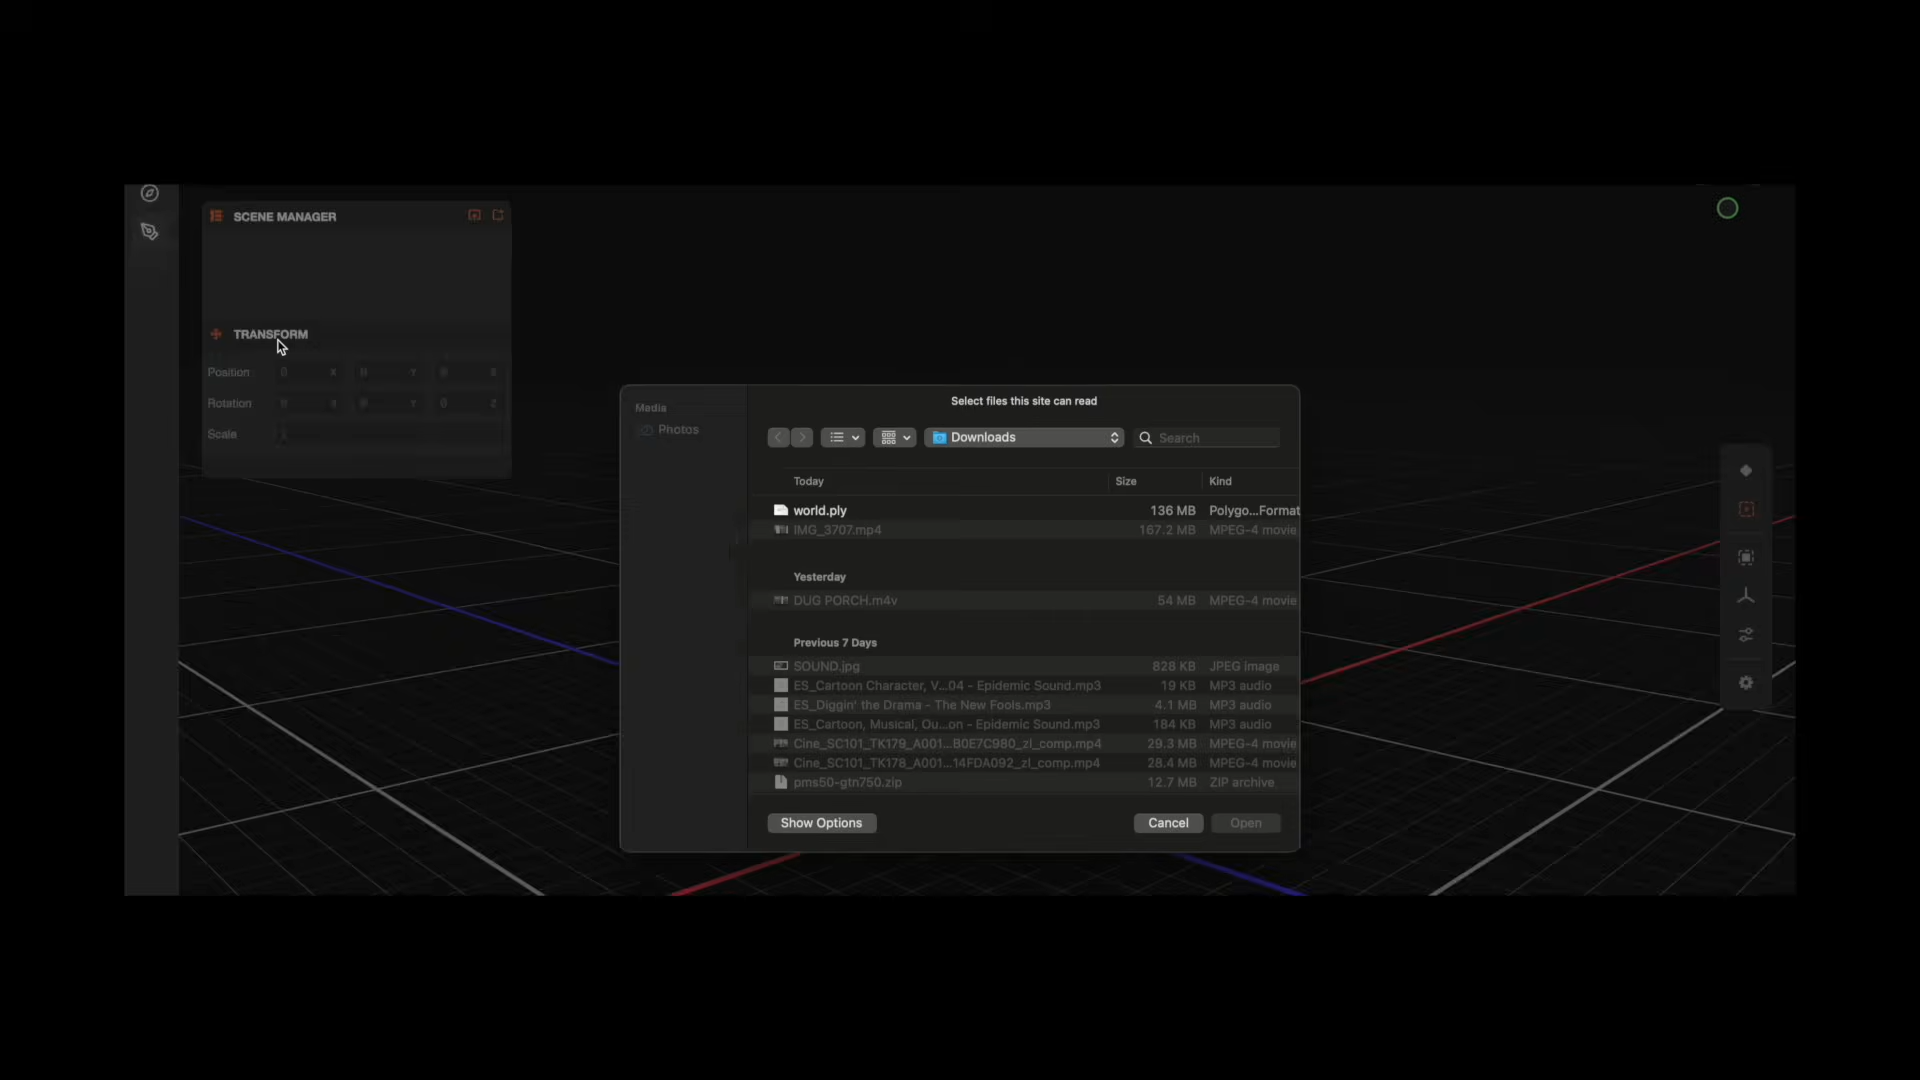 SCENE MANAGER
TRANSFORM
Position
Rotation
Scale
Select files this site can read
Media
Photos
Downloads
Search
Today Size Kind
world.ply 136 MB Polygo...Format
IMG_3707.mp4 167.2 MB MPEG-4 movie
Yesterday
DUG PORCH.m4v 54 MB MPEG-4 movie
Previous 7 Days
SOUND.jpg 828 KB JPEG image
ES_Cartoon Character, V...04 - Epidemic Sound.mp3 19 KB MP3 audio
ES_Diggin' the Drama - The New Fools.mp3 4.1 MB MP3 audio
ES_Cartoon, Musical, Ou...on - Epidemic Sound.mp3 184 KB MP3 audio
Cine_SC101_TK179_A001...B0E7C980_zl_comp.mp4 29.3 MB MPEG-4 movie
Cine_SC101_TK178_A001...14FDA092_zl_comp.mp4 28.4 MB MPEG-4 movie
pms50-gtn750.zip 12.7 MB ZIP archive
Show Options Cancel Open